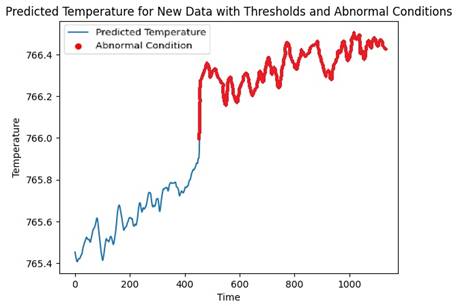 Predicted Temperature for New Data with Thresholds and Abnormal Conditions
Predicted Temperature
Abnormal Condition
766.4
766.2
766.0
765.8
765.6
765.4
Temperature
0 200 400 600 800 1000
Time